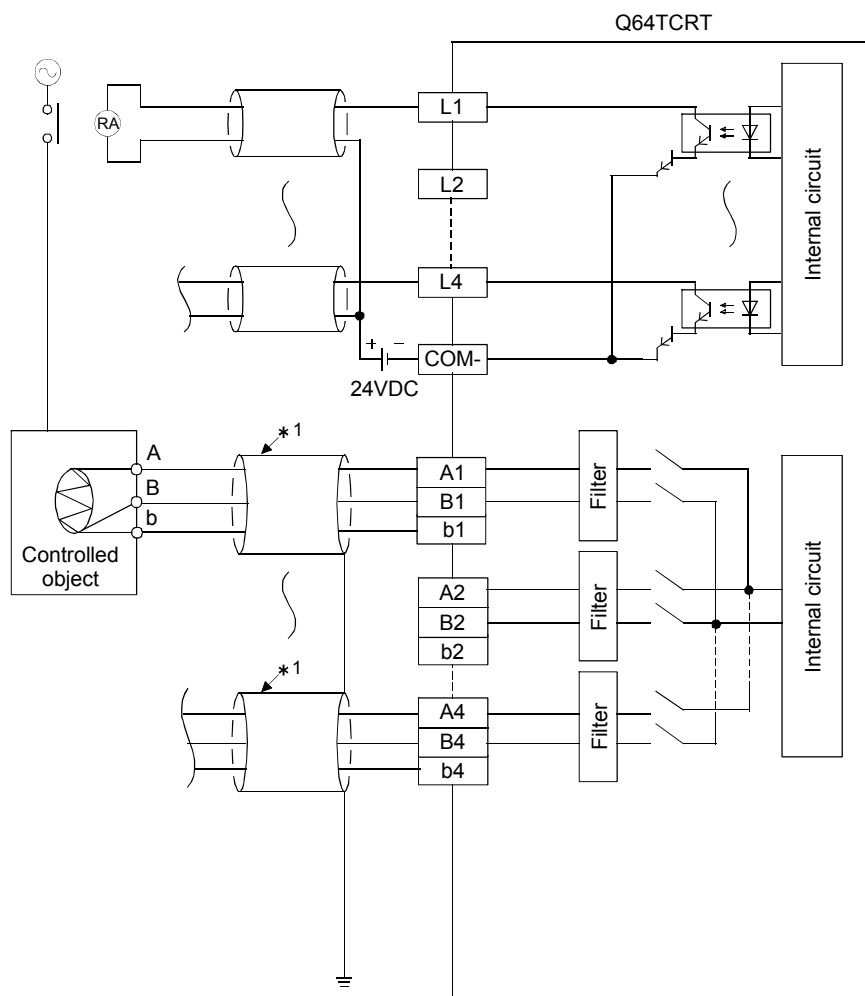 Q64TCRT
RA
L1
L2
L4
COM-
+
−
24VDC
Internal circuit
*1
A
B
b
Controlled
object
A1
B1
b1
Filter
A2
B2
b2
Filter
Internal circuit
*1
A4
B4
b4
Filter